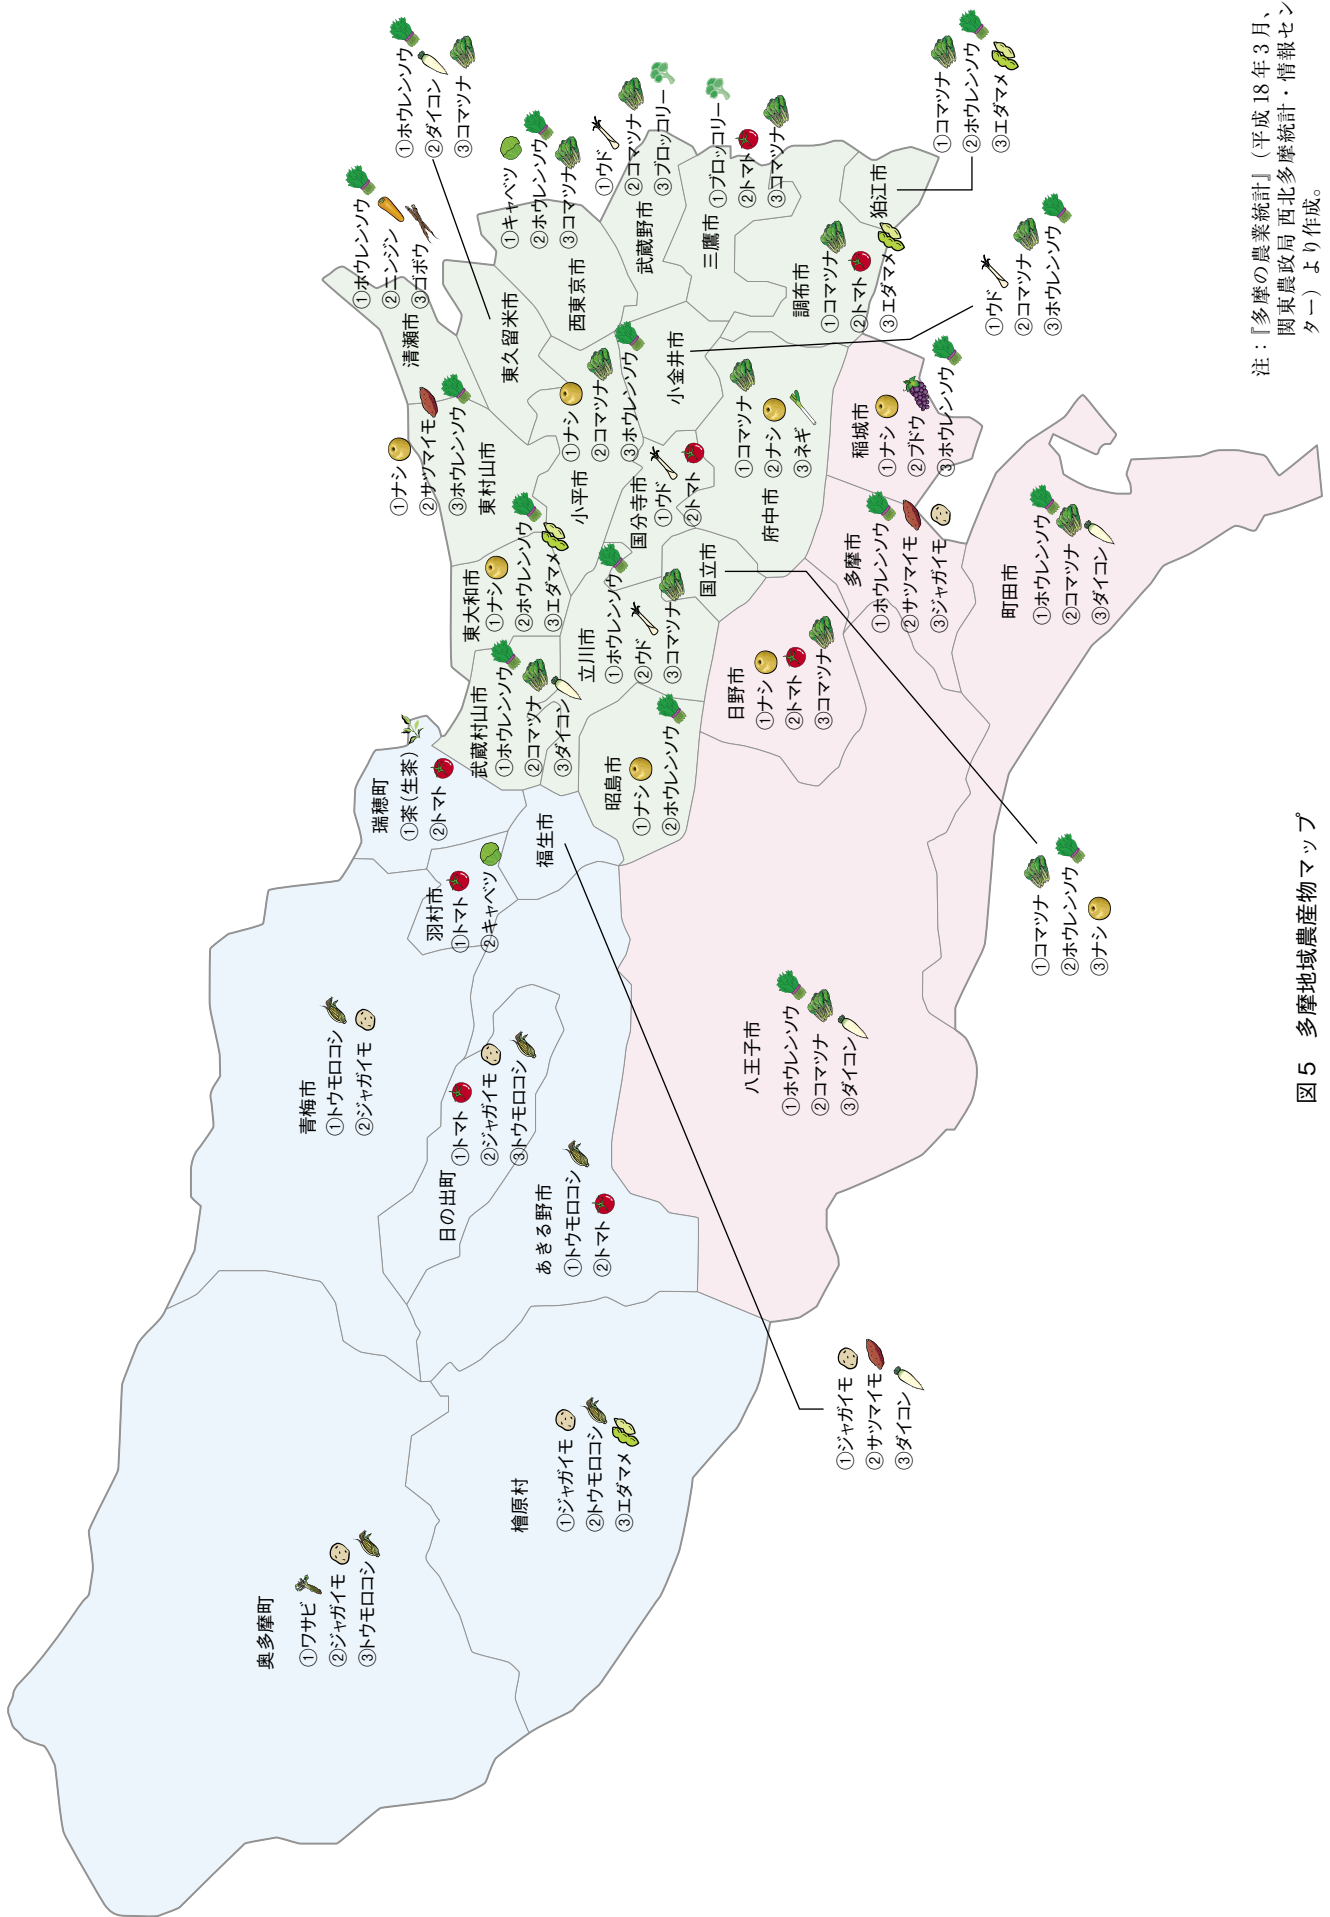 奥多摩町
①ワサビ
②ジャガイモ
③トウモロコシ
檜原村
①ジャガイモ
②トウモロコシ
③エダマメ
青梅市
①トウモロコシ
②ジャガイモ
日の出町
①トマト
②ジャガイモ
③トウモロコシ
あきる野市
①トウモロコシ
②トマト
①ジャガイモ
②サツマイモ
③ダイコン
福生市
羽村市
①トマト
②キャベツ
瑞穂町
①茶(生茶)
②トマト
八王子市
①ホウレンソウ
②コマツナ
③ダイコン
武蔵村山市
①ホウレンソウ
②コマツナ
③ダイコン
昭島市
①ナシ
②ホウレンソウ
東大和市
①ナシ
②ホウレンソウ
③エダマメ
立川市
①ホウレンソウ
②ウド
③コマツナ
日野市
①ナシ
②トマト
③コマツナ
国立市
①コマツナ
②ホウレンソウ
③ナシ
①ナシ
②サツマイモ
③ホウレンソウ
東村山市
小平市
①ナシ
②コマツナ
③ホウレンソウ
国分寺市
①ウド
②トマト
府中市
①コマツナ
②ナシ
③ネギ
多摩市
①ホウレンソウ
②サツマイモ
③ジャガイモ
稲城市
①ナシ
②ブドウ
③ホウレンソウ
町田市
①ホウレンソウ
②コマツナ
③ダイコン
清瀬市
①ホウレンソウ
②ニンジン
③ゴボウ
東久留米市
①ホウレンソウ
②ダイコン
③コマツナ
西東京市
①キャベツ
②ホウレンソウ
③コマツナ
小金井市
①ウド
②コマツナ
③ホウレンソウ
武蔵野市
①ウド
②コマツナ
③ブロッコリー
三鷹市
①ブロッコリー
②トマト
③コマツナ
調布市
①コマツナ
②トマト
③エダマメ
狛江市
①コマツナ
②ホウレンソウ
③エダマメ
注：『多摩の農業統計』（平成18年3月、
関東農政局 西北多摩統計・情報セン
ター）より作成。
図5 多摩地域農産物マップ